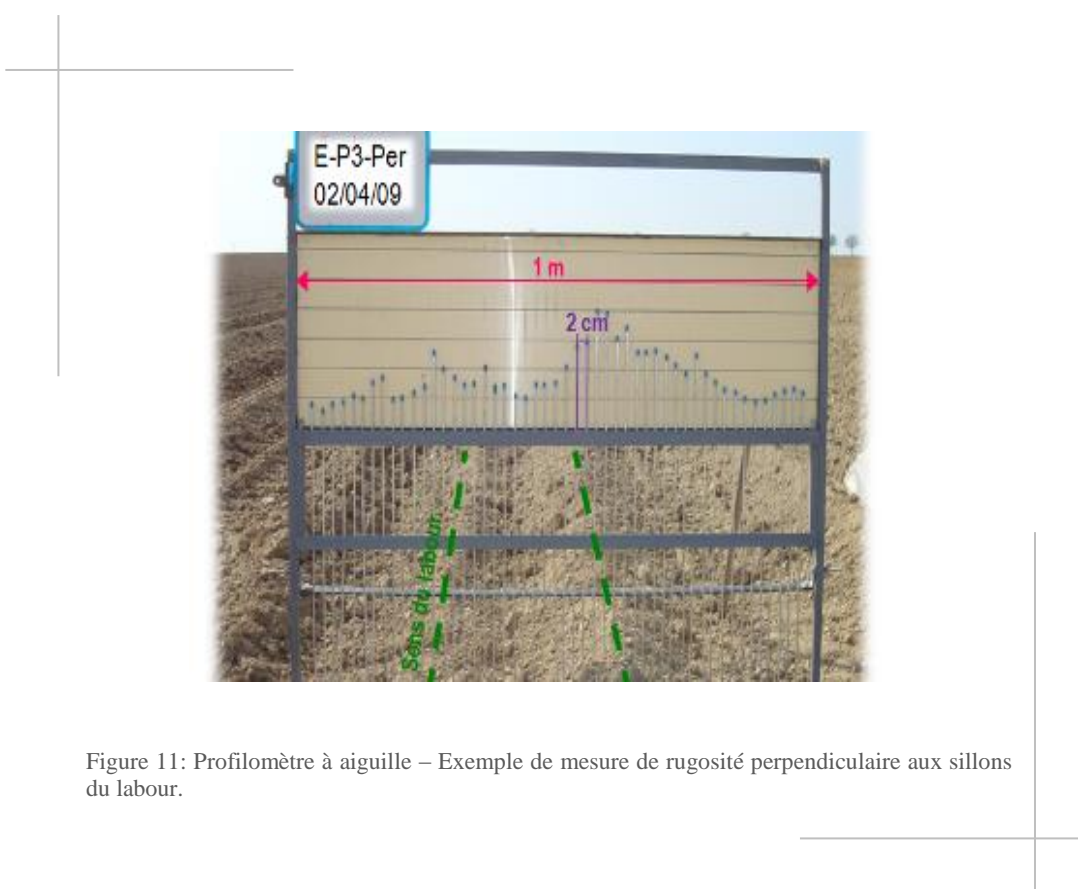 E-P3-Per
02/04/09
1 m
2 cm
Sens du labour
Figure 11: Profilomètre à aiguille – Exemple de mesure de rugosité perpendiculaire aux sillons
du labour.